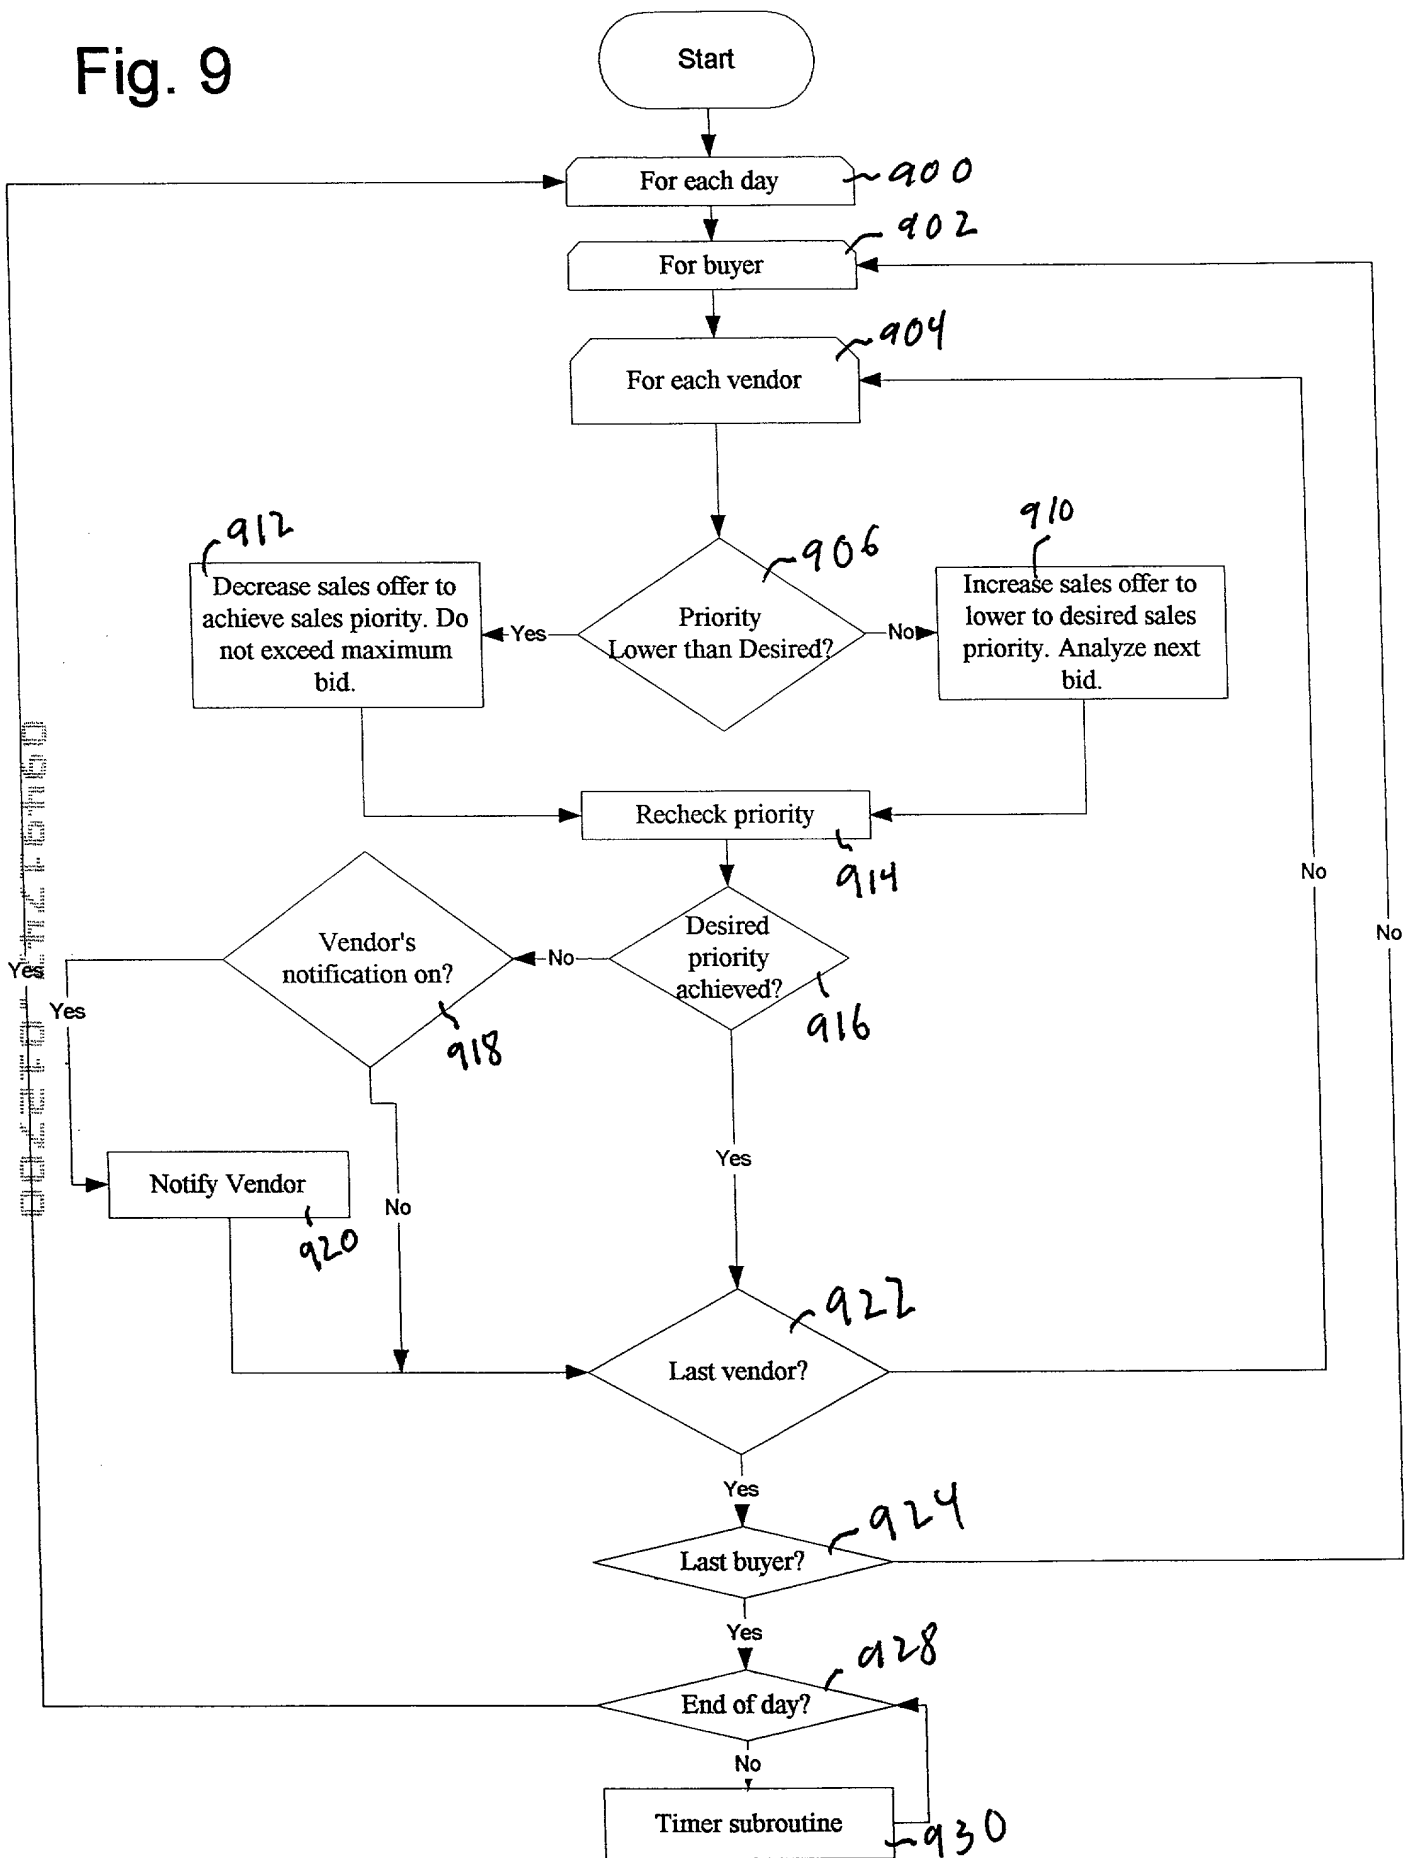 Fig. 9
Start
For each day
900
902
For buyer
904
For each vendor
912
910
906
Decrease sales offer to
achieve sales piority. Do
not exceed maximum
bid.
Yes
Priority
Lower than Desired?
No
Increase sales offer to
lower to desired sales
priority. Analyze next
bid.
Recheck priority
914
No
No
Vendor's
notification on?
No
Desired
priority
achieved?
Yes
Yes
918
916
Yes
Notify Vendor
No
920
922
Last vendor?
Yes
924
Last buyer?
Yes
928
End of day?
No
Timer subroutine
930